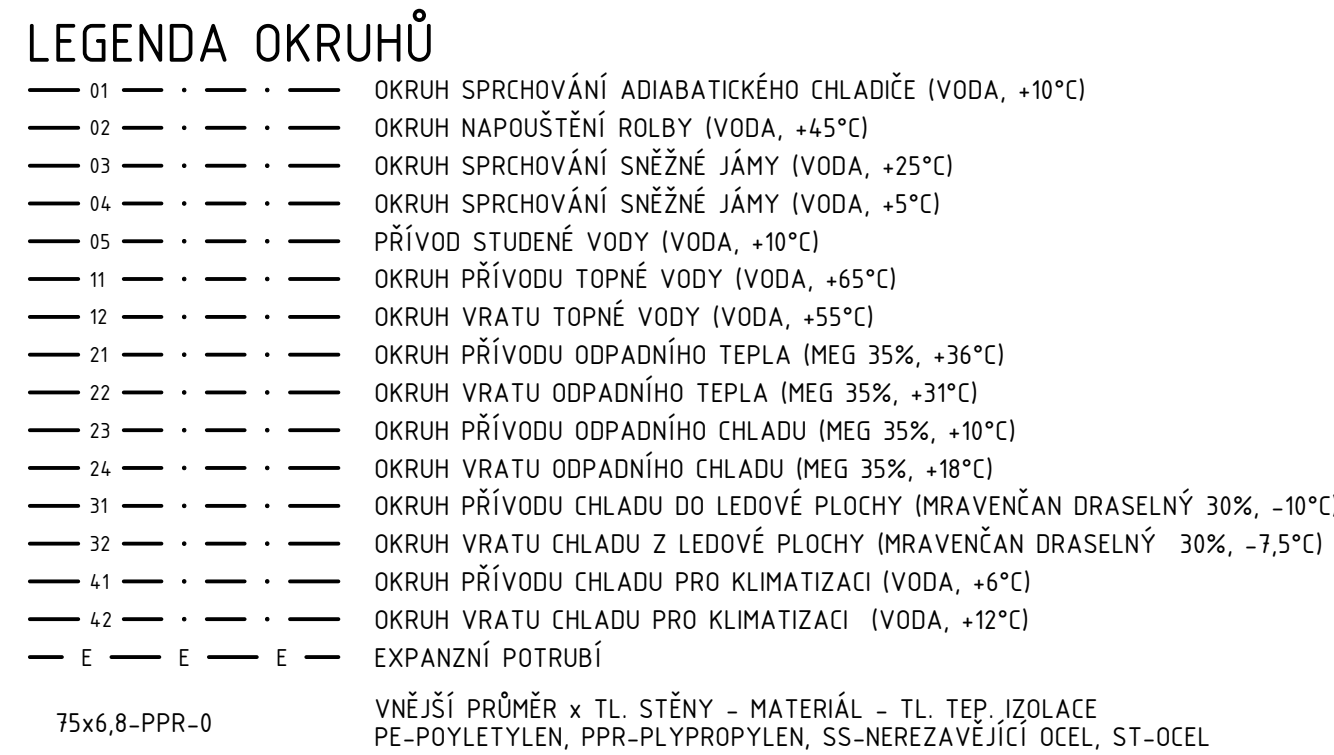 LEGENDA OKRUHŮ
01 OKRUH SPRCHOVÁNÍ ADIABATICKÉHO CHLADIČE (VODA, +10°C)
02 OKRUH NAPOUŠTĚNÍ ROLBY (VODA, +45°C)
03 OKRUH SPRCHOVÁNÍ SNĚŽNÉ JÁMY (VODA, +25°C)
04 OKRUH SPRCHOVÁNÍ SNĚŽNÉ JÁMY (VODA, +5°C)
05 PŘÍVOD STUDENÉ VODY (VODA, +10°C)
11 OKRUH PŘÍVODU TOPNÉ VODY (VODA, +65°C)
12 OKRUH VRATU TOPNÉ VODY (VODA, +55°C)
21 OKRUH PŘÍVODU ODPADNÍHO TEPLA (MEG 35%, +36°C)
22 OKRUH VRATU ODPADNÍHO TEPLA (MEG 35%, +31°C)
23 OKRUH PŘÍVODU ODPADNÍHO CHLADU (MEG 35%, +10°C)
24 OKRUH VRATU ODPADNÍHO CHLADU (MEG 35%, +18°C)
31 OKRUH PŘÍVODU CHLADU DO LEDOVÉ PLOCHY (MRAVENČAN DRASELNÝ 30%, -10°C)
32 OKRUH VRATU CHLADU Z LEDOVÉ PLOCHY (MRAVENČAN DRASELNÝ 30%, -7,5°C)
41 OKRUH PŘÍVODU CHLADU PRO KLIMATIZACI (VODA, +6°C)
42 OKRUH VRATU CHLADU PRO KLIMATIZACI (VODA, +12°C)
E E E EXPANZNÍ POTRUBÍ
75x6,8-PPR-0
VNĚJŠÍ PRŮMĚR x TL. STĚNY - MATERIÁL - TL. TEP. IZOLACE
PE-POYLETYLEN, PPR-PLYPROPYLEN, SS-NEREZAVĚJÍCÍ OCEL, ST-OCEL